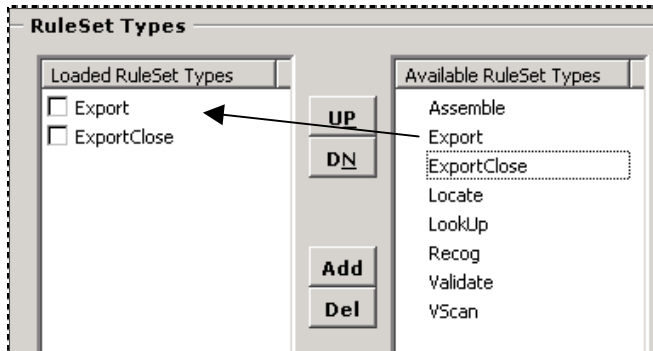 RuleSet Types
Loaded RuleSet Types
Export
ExportClose
UP
DN
Add
Del
Available RuleSet Types
Assemble
Export
ExportClose
Locate
LookUp
Recog
Validate
VScan